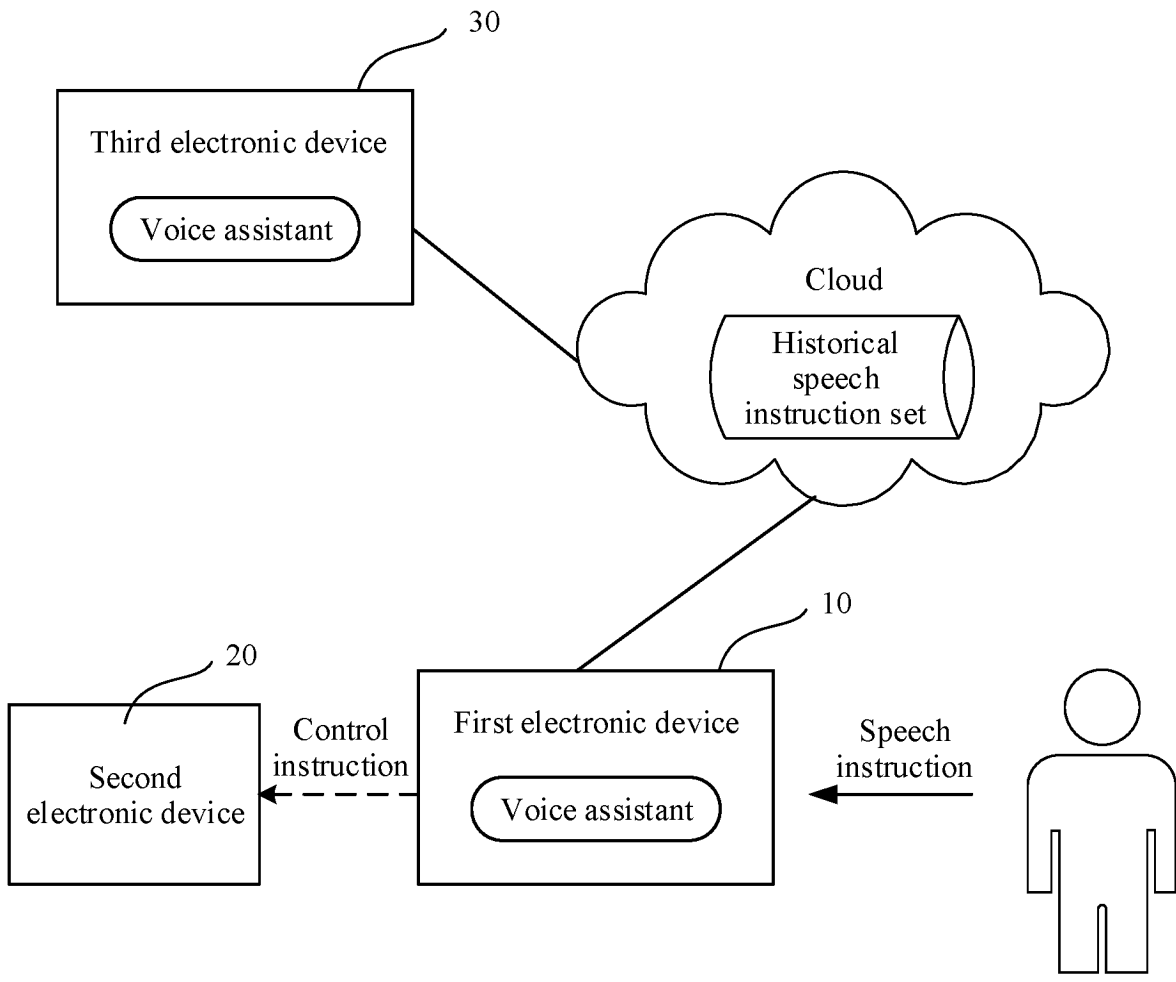 30
Third electronic device
Voice assistant
Cloud
Historical
speech
instruction set
10
20
First electronic device
Voice assistant
Control
instruction
Second
electronic device
Speech
instruction